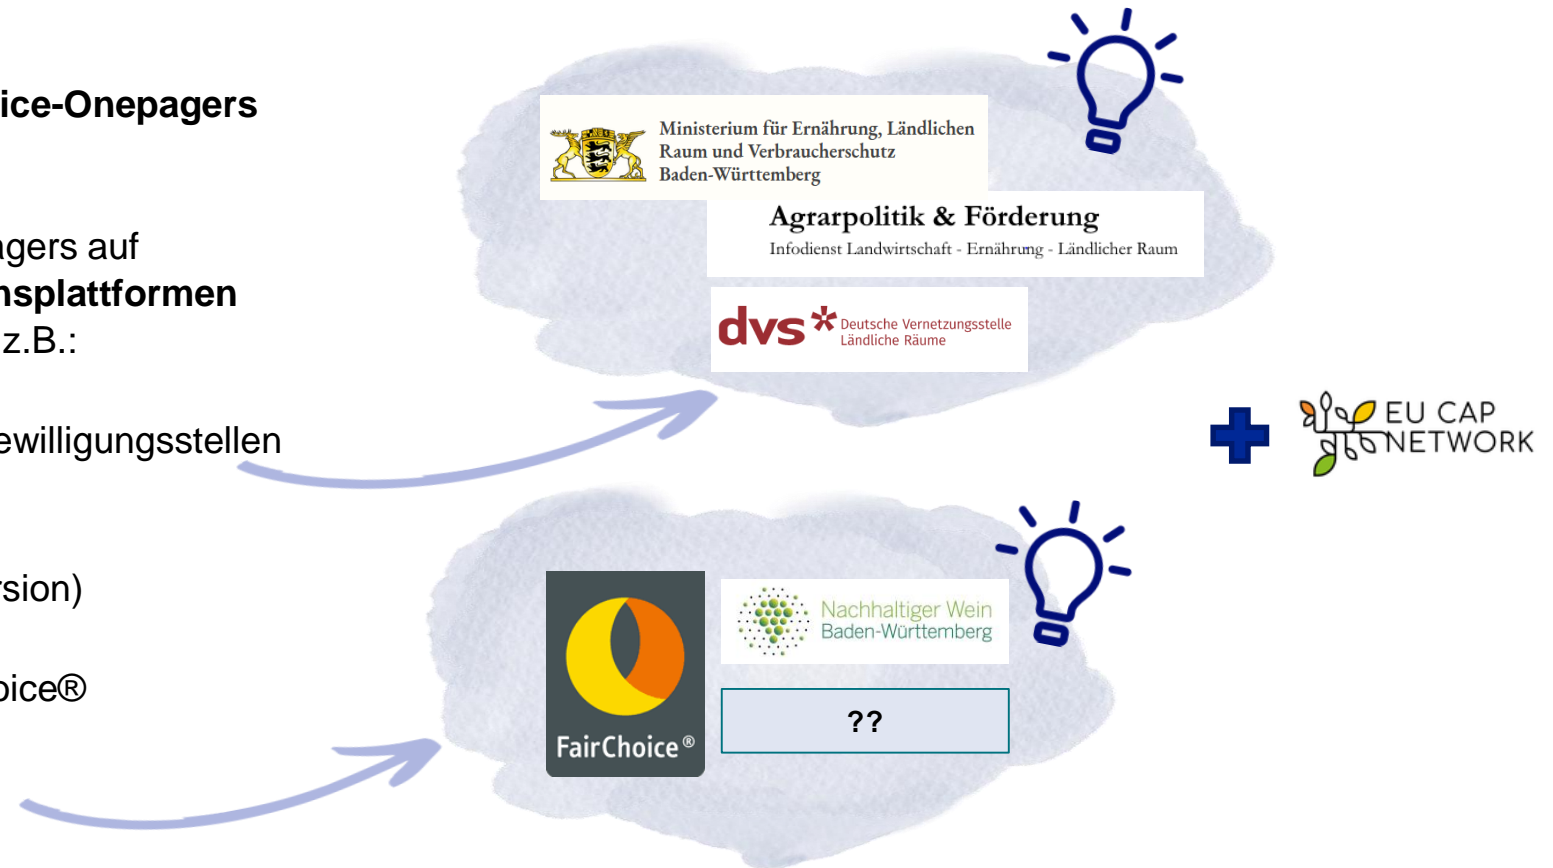 ice-Onepagers
agers auf
nsplattformen
z.B.:
ewilligungsstellen
rsion)
oice®
Ministerium für Ernährung, Ländlichen
Raum und Verbraucherschutz
Baden-Württemberg
Agrarpolitik & Förderung
Infodienst Landwirtschaft - Ernährung - Ländlicher Raum
dvs* Deutsche Vernetzungsstelle
Ländliche Räume
EU CAP
NETWORK
FairChoice®
Nachhaltiger Wein
Baden-Württemberg
??